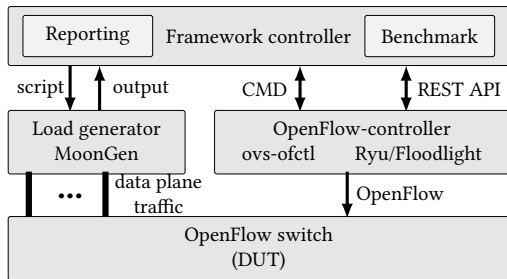 Reporting
Framework controller
Benchmark
script
output
CMD
REST API
Load generator
MoonGen
OpenFlow-controller
ovs-ofctl
Ryu/Floodlight
data plane
traffic
OpenFlow
OpenFlow switch
(DUT)